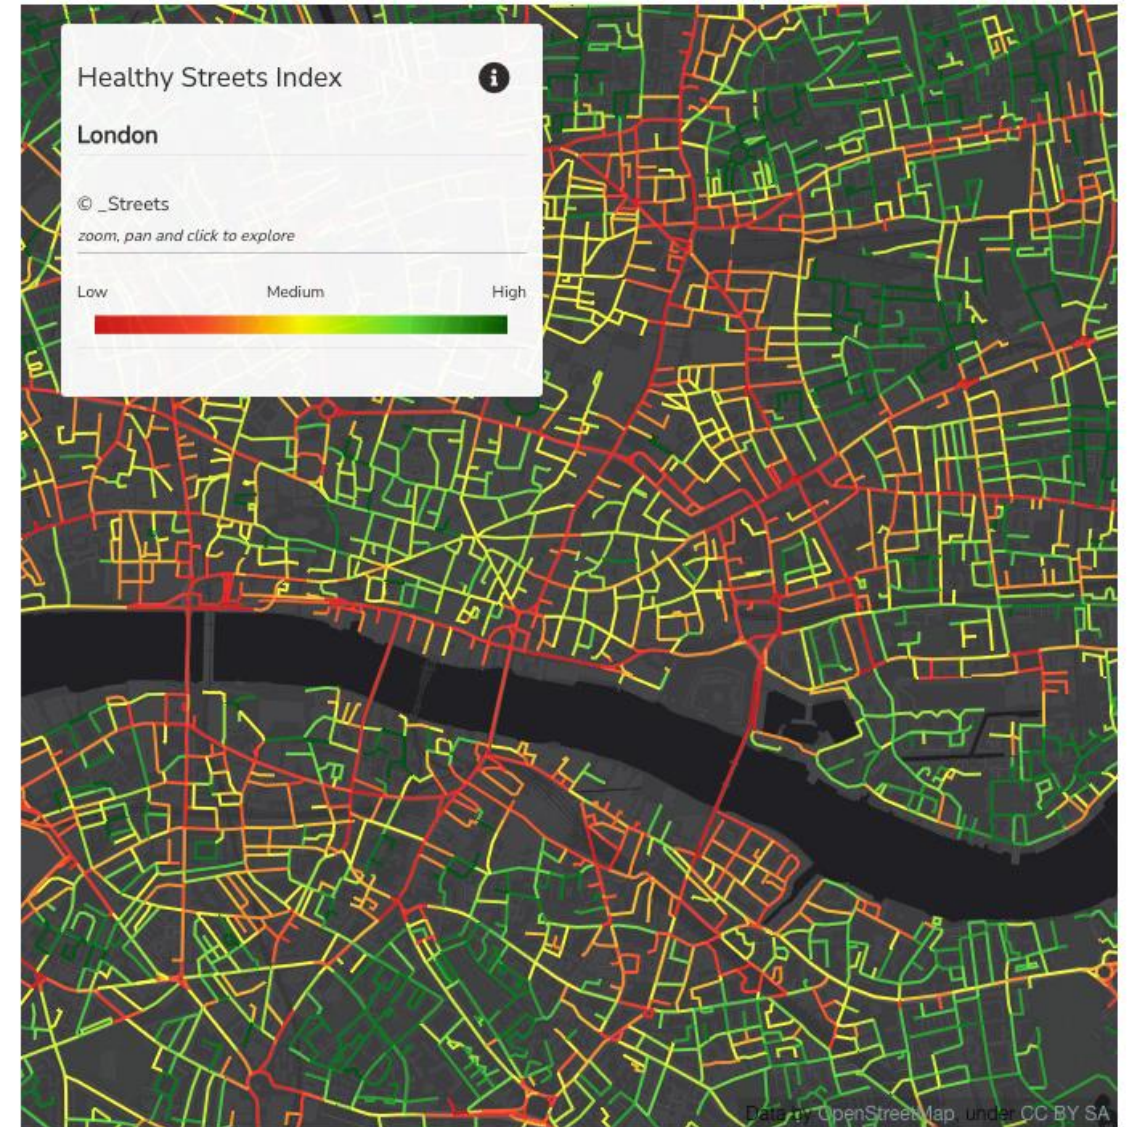 Healthy Streets Index
i
London
© _Streets
zoom, pan and click to explore
Low Medium High
Data by OpenStreetMap, under CC BY SA